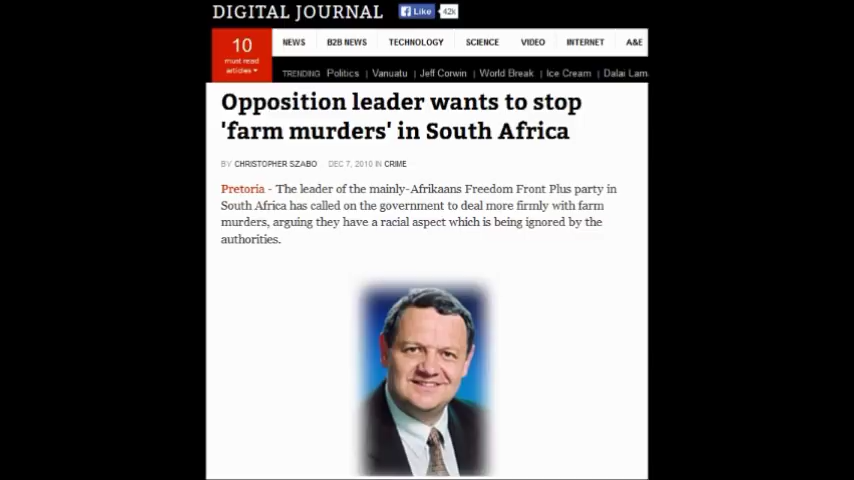 DIGITAL JOURNAL Like 42k
10 must read articles
NEWS B2B NEWS TECHNOLOGY SCIENCE VIDEO INTERNET A&E
TRENDING Politics | Vanuatu | Jeff Corwin | World Break | Ice Cream | Dalai Lam
Opposition leader wants to stop
'farm murders' in South Africa
BY CHRISTOPHER SZABO DEC 7, 2010 IN CRIME
Pretoria - The leader of the mainly-Afrikaans Freedom Front Plus party in
South Africa has called on the government to deal more firmly with farm
murders, arguing they have a racial aspect which is being ignored by the
authorities.